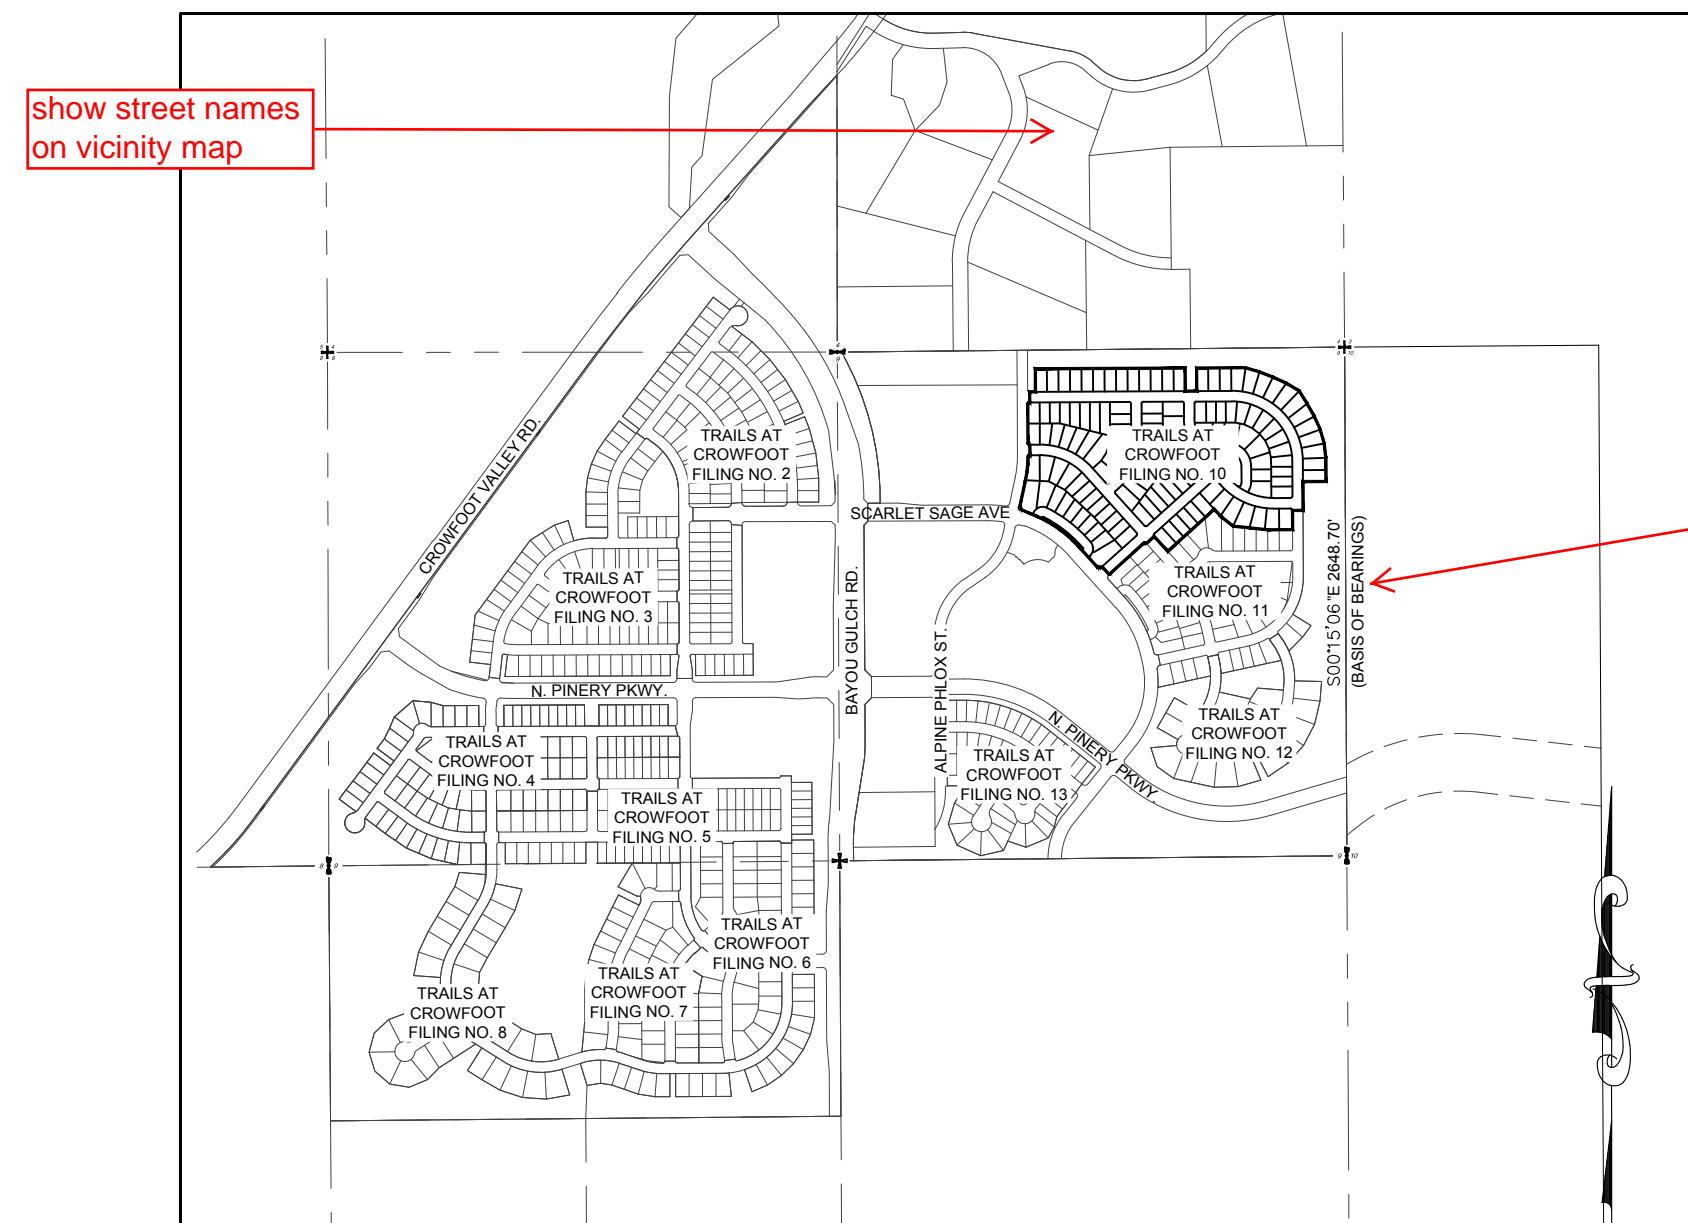 show street names
on vicinity map
CROWFOOT VALLEY RD.
TRAILS AT
CROWFOOT
FILING NO. 2
TRAILS AT
CROWFOOT
FILING NO. 10
SCARLET SAGE AVE
TRAILS AT
CROWFOOT
FILING NO. 3
TRAILS AT
CROWFOOT
FILING NO. 11
S00°15'06"E 2648.70'
(BASIS OF BEARINGS)
BAYOU GULCH RD.
ALPINE PHLOX ST.
N. PINERY PKWY.
N. PINERY PKWY.
TRAILS AT
CROWFOOT
FILING NO. 12
TRAILS AT
CROWFOOT
FILING NO. 4
TRAILS AT
CROWFOOT
FILING NO. 13
TRAILS AT
CROWFOOT
FILING NO. 5
TRAILS AT
CROWFOOT
FILING NO. 6
TRAILS AT
CROWFOOT
FILING NO. 7
TRAILS AT
CROWFOOT
FILING NO. 8
8 9
9 10